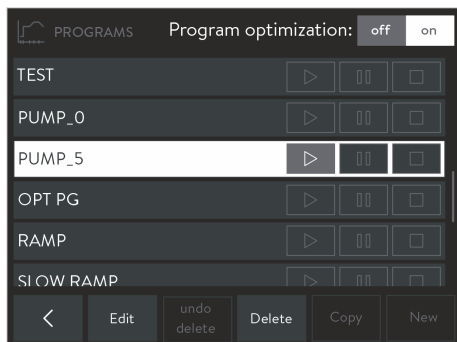 PROGRAMS Program optimization: off on
TEST
PUMP_0
PUMP_5
OPT PG
RAMP
SLOW RAMP
Edit undo delete Delete Copy New